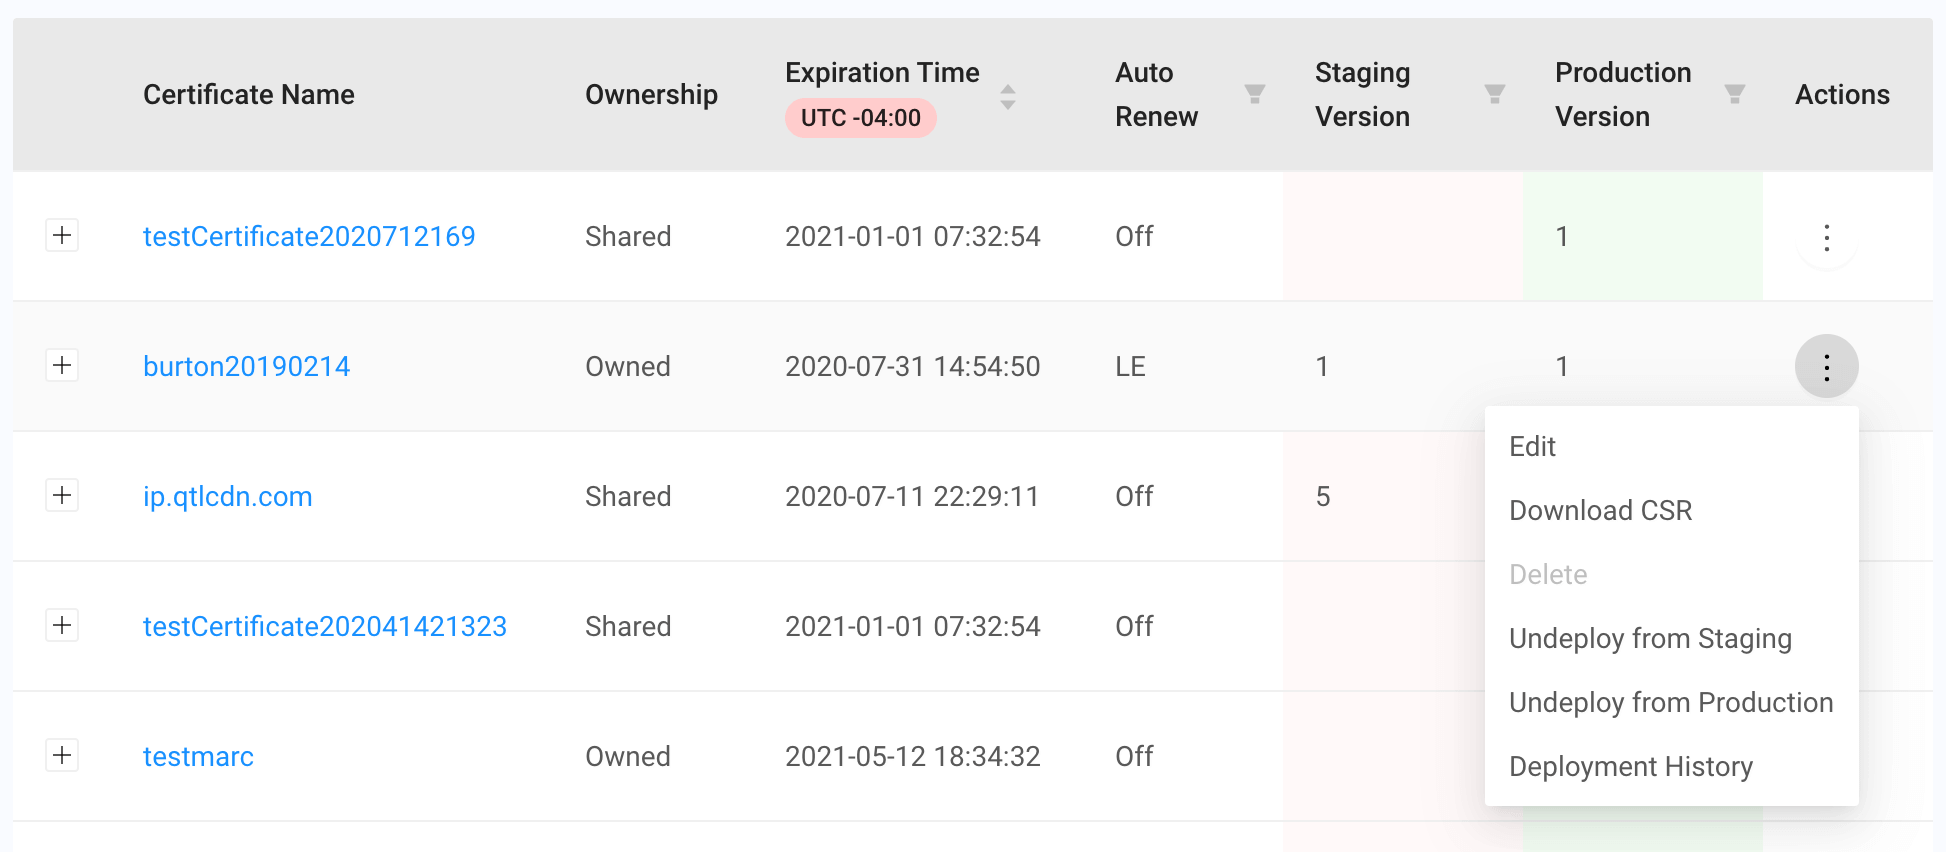 Certificate Name
Ownership
Expiration Time
UTC -04:00
Auto
Renew
Staging
Version
Production
Version
Actions
testCertificate2020712169 Shared 2021-01-01 07:32:54 Off 1
burton20190214 Owned 2020-07-31 14:54:50 LE 1 1
ip.qtlcdn.com Shared 2020-07-11 22:29:11 Off 5
testCertificate202041421323 Shared 2021-01-01 07:32:54 Off
testmarc Owned 2021-05-12 18:34:32 Off
Edit
Download CSR
Delete
Undeploy from Staging
Undeploy from Production
Deployment History